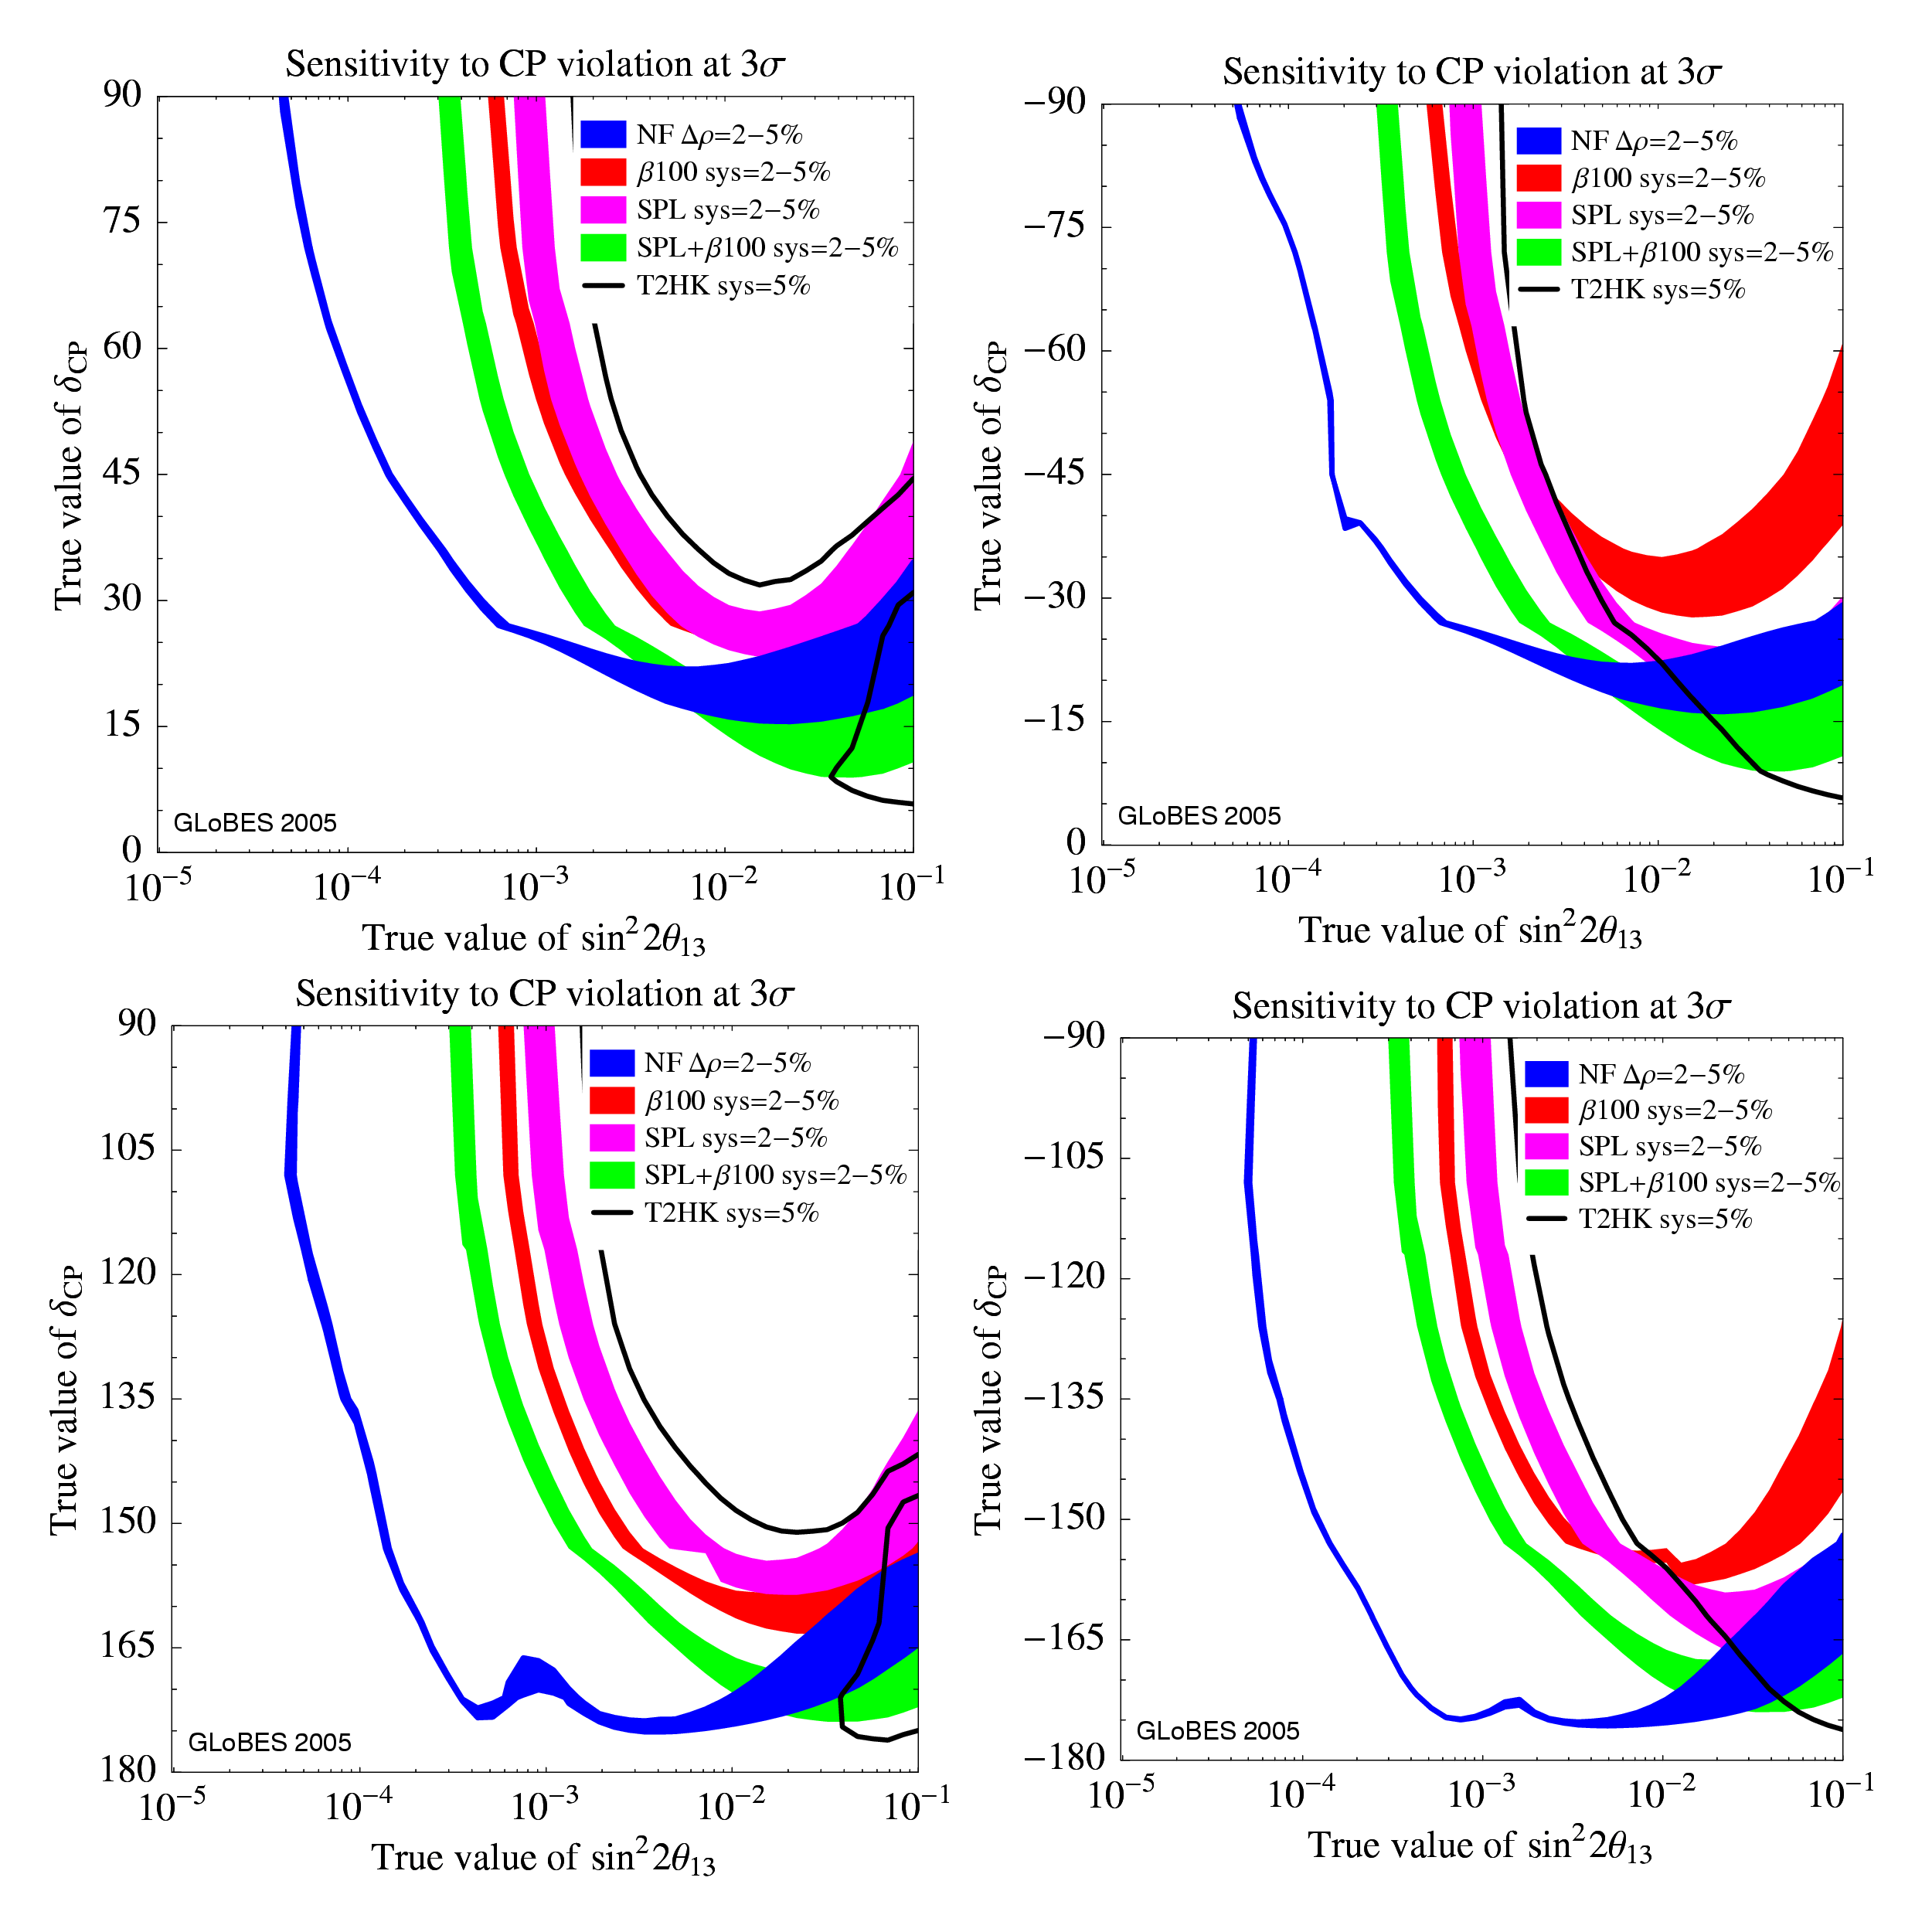 Sensitivity to CP violation at 3σ
90
75
60
45
30
15
0
True value of δCP
NF Δρ=2−5%
β100 sys=2−5%
SPL sys=2−5%
SPL+β100 sys=2−5%
T2HK sys=5%
GLoBES 2005
10⁻⁵ 10⁻⁴ 10⁻³ 10⁻² 10⁻¹
True value of sin²2θ₁₃
Sensitivity to CP violation at 3σ
−90
−75
−60
−45
−30
−15
0
True value of δCP
NF Δρ=2−5%
β100 sys=2−5%
SPL sys=2−5%
SPL+β100 sys=2−5%
T2HK sys=5%
GLoBES 2005
10⁻⁵ 10⁻⁴ 10⁻³ 10⁻² 10⁻¹
True value of sin²2θ₁₃
Sensitivity to CP violation at 3σ
90
105
120
135
150
165
180
True value of δCP
NF Δρ=2−5%
β100 sys=2−5%
SPL sys=2−5%
SPL+β100 sys=2−5%
T2HK sys=5%
GLoBES 2005
10⁻⁵ 10⁻⁴ 10⁻³ 10⁻² 10⁻¹
True value of sin²2θ₁₃
Sensitivity to CP violation at 3σ
−90
−105
−120
−135
−150
−165
−180
True value of δCP
NF Δρ=2−5%
β100 sys=2−5%
SPL sys=2−5%
SPL+β100 sys=2−5%
T2HK sys=5%
GLoBES 2005
10⁻⁵ 10⁻⁴ 10⁻³ 10⁻² 10⁻¹
True value of sin²2θ₁₃